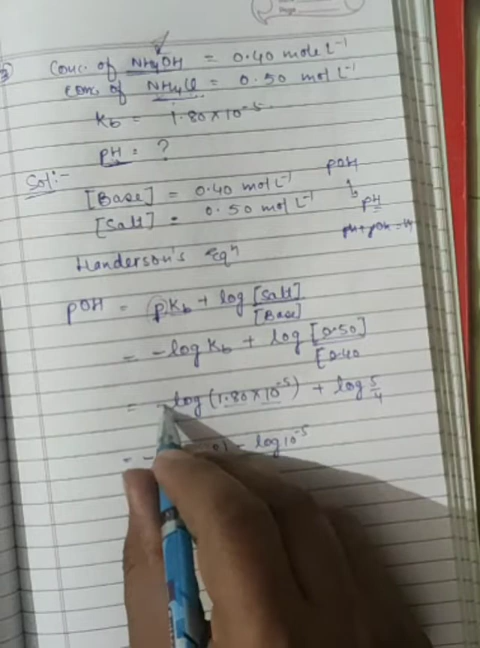 Conc. of NH4OH = 0.40 mole L-1
Conc. of NH4Cl = 0.50 mol L-1
Kb = 1.80×10-5
pH = ?
Sol:-
[Base] = 0.40 mol L-1
[Salt] = 0.50 mol L-1
pOH
pH
pH + pOH = 14
Handerson's Eqn
pOH = pKb + log [Salt]/[Base]
= -log Kb + log [0.50]/[0.40
= -log (1.80×10-5) + log 5/4
= - - log 10-5